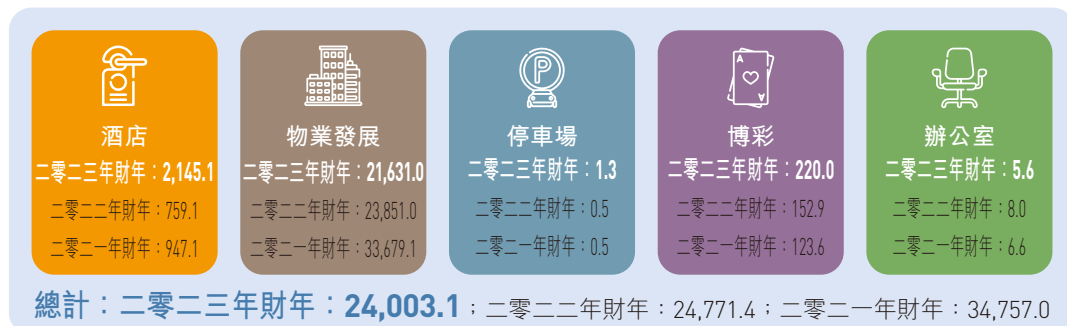 酒店
二零二三年財年：2,145.1
二零二二年財年：759.1
二零二一年財年：947.1
物業發展
二零二三年財年：21,631.0
二零二二年財年：23,851.0
二零二一年財年：33,679.1
P
停車場
二零二三年財年：1.3
二零二二年財年：0.5
二零二一年財年：0.5
A
A
博彩
二零二三年財年：220.0
二零二二年財年：152.9
二零二一年財年：123.6
辦公室
二零二三年財年：5.6
二零二二年財年：8.0
二零二一年財年：6.6
總計：二零二三年財年：24,003.1；二零二二年財年：24,771.4；二零二一年財年：34,757.0